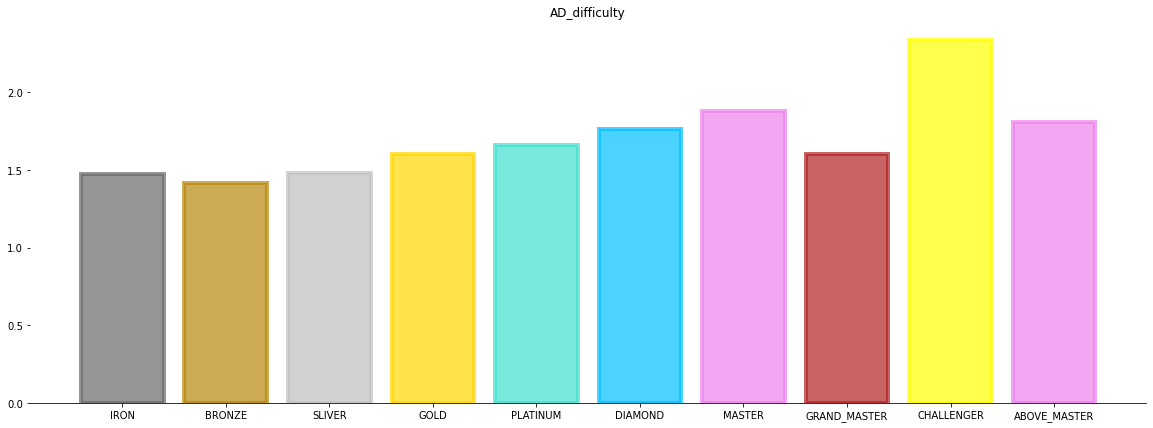 AD_difficulty
2.0
1.5
1.0
0.5
0.0
IRON BRONZE SLIVER GOLD PLATINUM DIAMOND MASTER GRAND_MASTER CHALLENGER ABOVE_MASTER